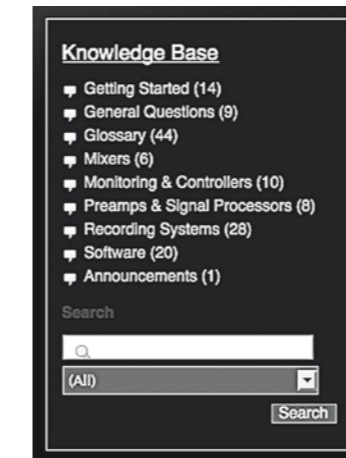 Knowledge Base
Getting Started (14)
General Questions (9)
Glossary (44)
Mixers (6)
Monitoring & Controllers (10)
Preamps & Signal Processors (8)
Recording Systems (28)
Software (20)
Announcements (1)
Search
(All)
Search